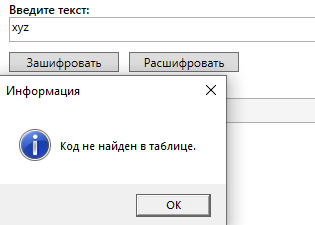 Введите текст:
xyz
Зашифровать
Расшифровать
Информация
Код не найден в таблице.
OK